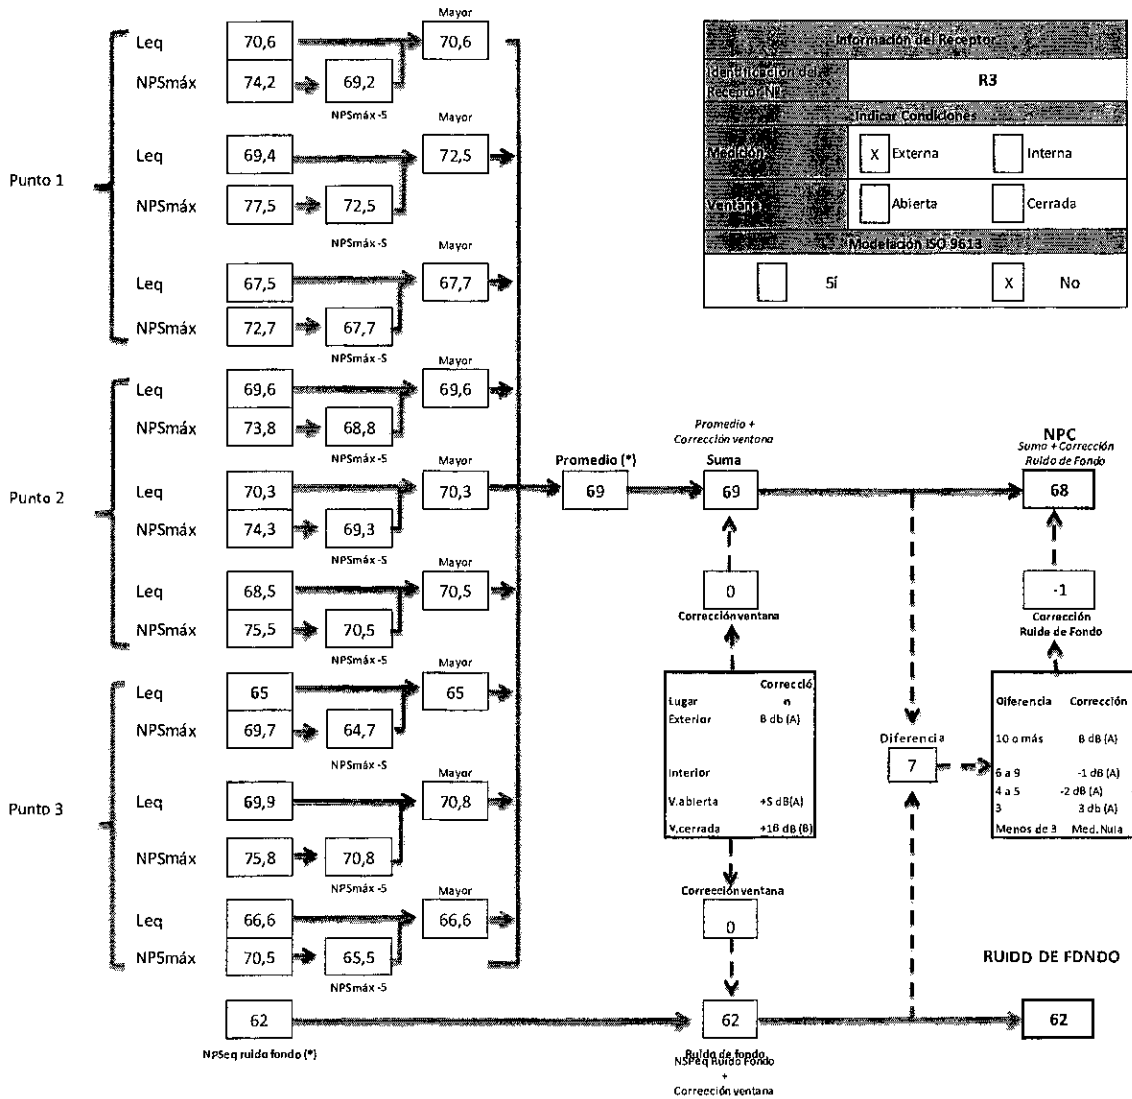 Mayor
Leq 70,6 70,6
NPSmáx 74,2 69,2
NPSmáx-5
Mayor
Leq 69,4 72,5
Punto 1
NPSmáx 77,5 72,5
NPSmáx -S
Mayor
Leq 67,5 67,7
NPSmáx 72,7 67,7
NPSmáx -S
Mayor
Leq 69,6 69,6
NPSmáx 73,8 68,8
NPSmáx -S
Mayor
Leq 70,3 70,3
Punto 2
NPSmáx 74,3 69,3
NPSmáx -S
Mayor
Leq 68,5 70,5
NPSmáx 75,5 70,5
NPSmáx -5
Mayor
Leq 65 65
NPSmáx 69,7 64,7
NPSmáx -S
Mayor
Leq 69,9 70,8
Punto 3
NPSmáx 75,8 70,8
NPSmáx -5
Mayor
Leq 66,6 66,6
NPSmáx 70,5 65,5
NPSmáx -5
62
NPSeq ruido fondo (*)
Información del Receptor
Identificación del
Receptor Nº
R3
Indicar Condiciones
Medición X Externa Interna
Ventana Abierta Cerrada
Modelación ISO 9613
Sí X No
Promedio (*)
69
Promedio +
Corrección ventana
Suma
69
NPC
Suma + Corrección
Ruido de Fondo
68
0
Corrección ventana
-1
Corrección
Ruido de Fondo
Correcció
Lugar n
Exterior B db (A)
Interior
V.abierta +S dB(A)
V.cerrada +1B dB (B)
Diferencia
7
Diferencia Corrección
10 o más B dB (A)
6 a 9 -1 dB (A)
4 a 5 -2 dB (A)
3 3 db (A)
Menos de 3 Med. Nula
Corrección ventana
0
62
Ruido de fondo
NSPeq Ruido Fondo
+
Corrección ventana
RUIDO DE FONDO
62